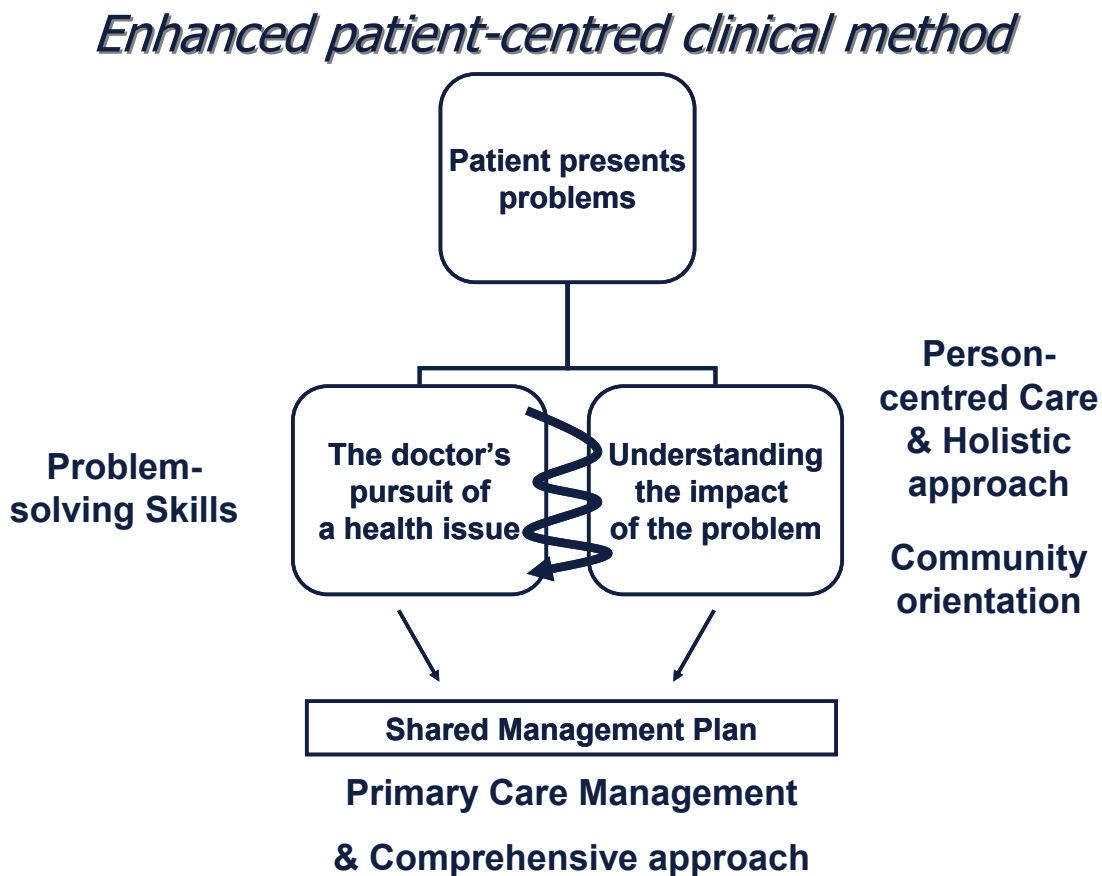 Enhanced patient-centred clinical method
Patient presents
problems
Problem-
solving Skills
The doctor’s
pursuit of
a health issue
Understanding
the impact
of the problem
Person-
centred Care
& Holistic
approach
Community
orientation
Shared Management Plan
Primary Care Management
& Comprehensive approach